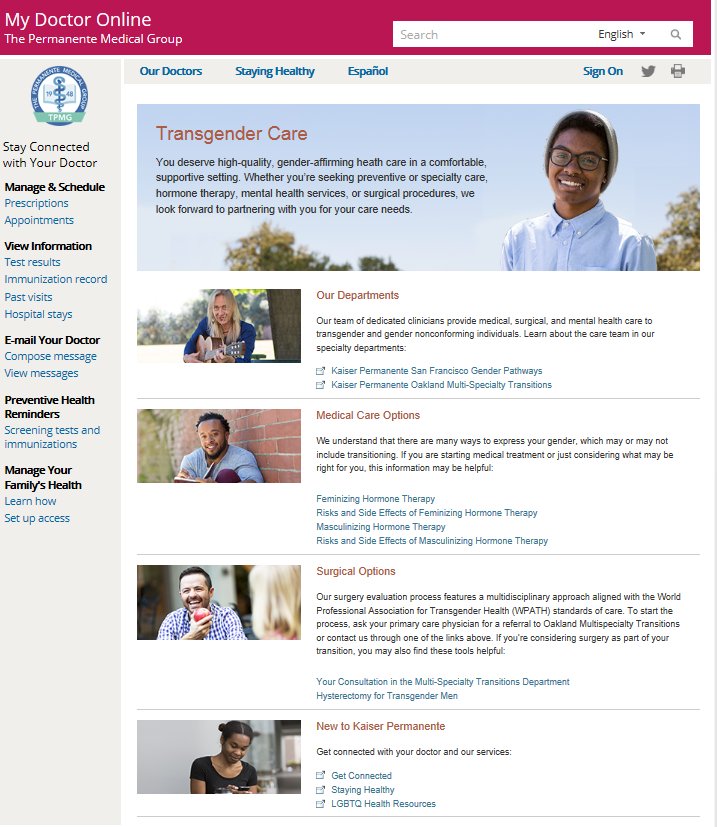 My Doctor Online
The Permanente Medical Group
Search
English
Our Doctors
Staying Healthy
Español
Sign On
THE PERMANENTE MEDICAL GROUP
19 48
TPMG
Stay Connected
with Your Doctor
Manage & Schedule
Prescriptions
Appointments
View Information
Test results
Immunization record
Past visits
Hospital stays
E-mail Your Doctor
Compose message
View messages
Preventive Health
Reminders
Screening tests and
immunizations
Manage Your
Family's Health
Learn how
Set up access
Transgender Care
You deserve high-quality, gender-affirming heath care in a comfortable,
supportive setting. Whether you're seeking preventive or specialty care,
hormone therapy, mental health services, or surgical procedures, we
look forward to partnering with you for your care needs.
Our Departments
Our team of dedicated clinicians provide medical, surgical, and mental health care to
transgender and gender nonconforming individuals. Learn about the care team in our
specialty departments:
Kaiser Permanente San Francisco Gender Pathways
Kaiser Permanente Oakland Multi-Specialty Transitions
Medical Care Options
We understand that there are many ways to express your gender, which may or may not
include transitioning. If you are starting medical treatment or just considering what may be
right for you, this information may be helpful:
Feminizing Hormone Therapy
Risks and Side Effects of Feminizing Hormone Therapy
Masculinizing Hormone Therapy
Risks and Side Effects of Masculinizing Hormone Therapy
Surgical Options
Our surgery evaluation process features a multidisciplinary approach aligned with the World
Professional Association for Transgender Health (WPATH) standards of care. To start the
process, ask your primary care physician for a referral to Oakland Multispecialty Transitions
or contact us through one of the links above. If you're considering surgery as part of your
transition, you may also find these tools helpful:
Your Consultation in the Multi-Specialty Transitions Department
Hysterectomy for Transgender Men
New to Kaiser Permanente
Get connected with your doctor and our services:
Get Connected
Staying Healthy
LGBTQ Health Resources